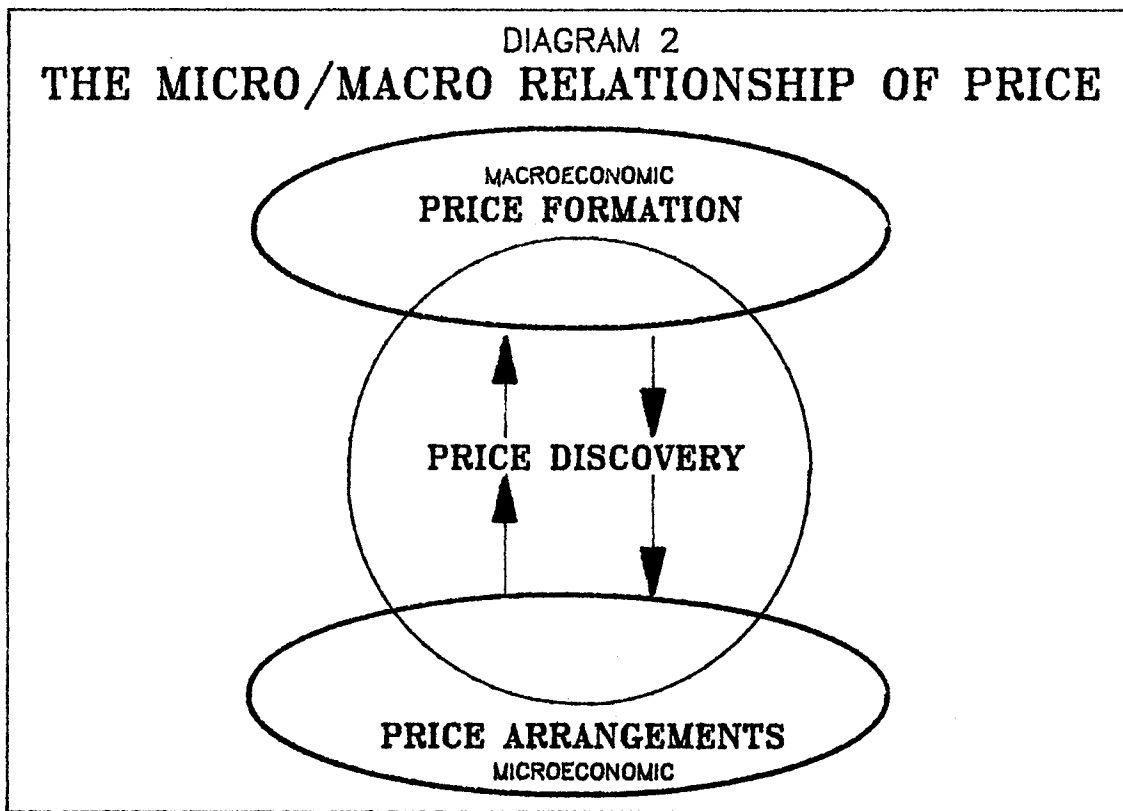 DIAGRAM 2
THE MICRO/MACRO RELATIONSHIP OF PRICE
MACROECONOMIC
PRICE FORMATION
PRICE DISCOVERY
PRICE ARRANGEMENTS
MICROECONOMIC